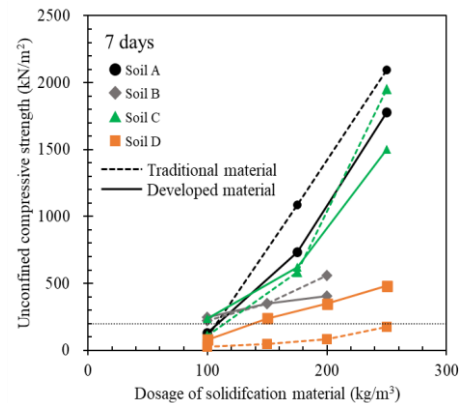 Unconfined compressive strength (kN/m²)
2500
2000
1500
1000
500
0
7 days
Soil A
Soil B
Soil C
Soil D
Traditional material
Developed material
0
100
200
300
Dosage of solidifcation material (kg/m³)